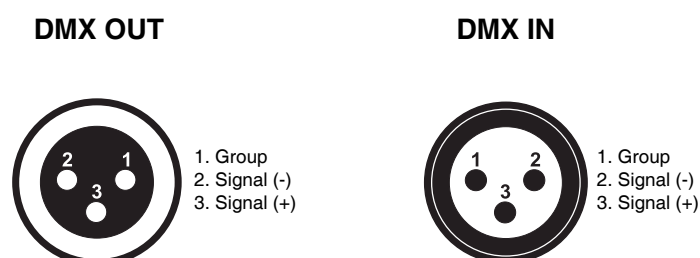 DMX OUT
DMX IN
2 1
3
1. Group
2. Signal (-)
3. Signal (+)
1 2
3
1. Group
2. Signal (-)
3. Signal (+)